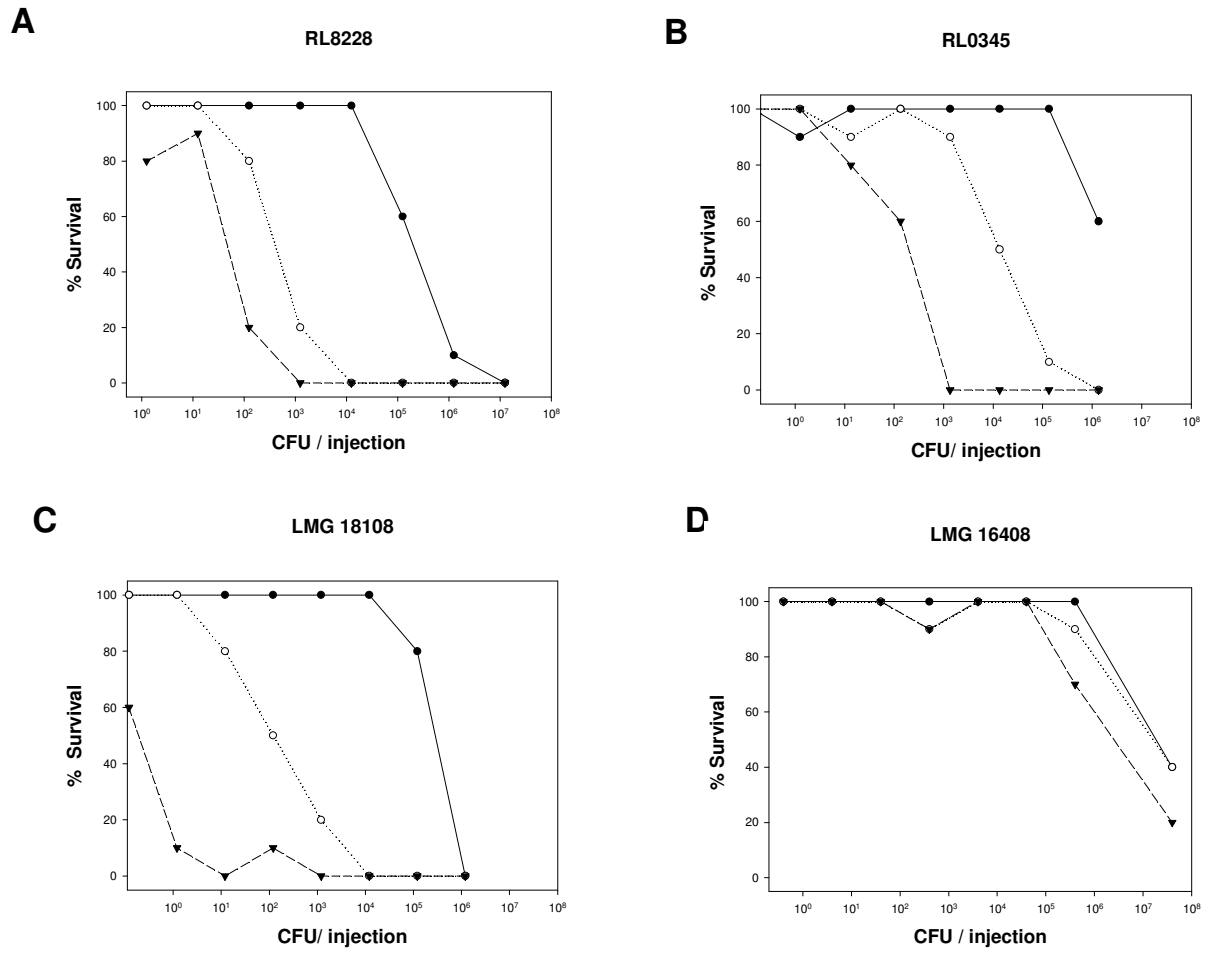 A
RL8228
% Survival
100
80
60
40
20
0
10⁰ 10¹ 10² 10³ 10⁴ 10⁵ 10⁶ 10⁷ 10⁸
CFU / injection
B
RL0345
% Survival
100
80
60
40
20
0
10⁰ 10¹ 10² 10³ 10⁴ 10⁵ 10⁶ 10⁷ 10⁸
CFU/ injection
C
LMG 18108
% Survival
100
80
60
40
20
0
10⁰ 10¹ 10² 10³ 10⁴ 10⁵ 10⁶ 10⁷ 10⁸
CFU/ injection
D
LMG 16408
% Survival
100
80
60
40
20
0
10⁰ 10¹ 10² 10³ 10⁴ 10⁵ 10⁶ 10⁷ 10⁸
CFU / injection